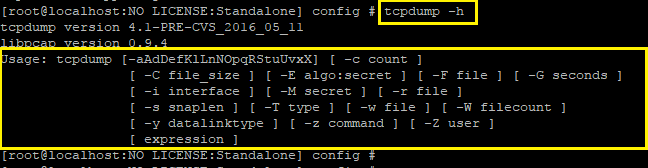 [root@localhost:NO LICENSE:Standalone] config # tcpdump -h
tcpdump version 4.1-PRE-CVS_2016_05_11
libpcap version 0.9.4
Usage: tcpdump [-aAdDefKlLnNOpqRStuUvxX] [ -c count ]
[ -C file_size ] [ -E algo:secret ] [ -F file ] [ -G seconds ]
[ -i interface ] [ -M secret ] [ -r file ]
[ -s snaplen ] [ -T type ] [ -w file ] [ -W filecount ]
[ -y datalinktype ] [ -z command ] [ -Z user ]
[ expression ]
[root@localhost:NO LICENSE:Standalone] config #